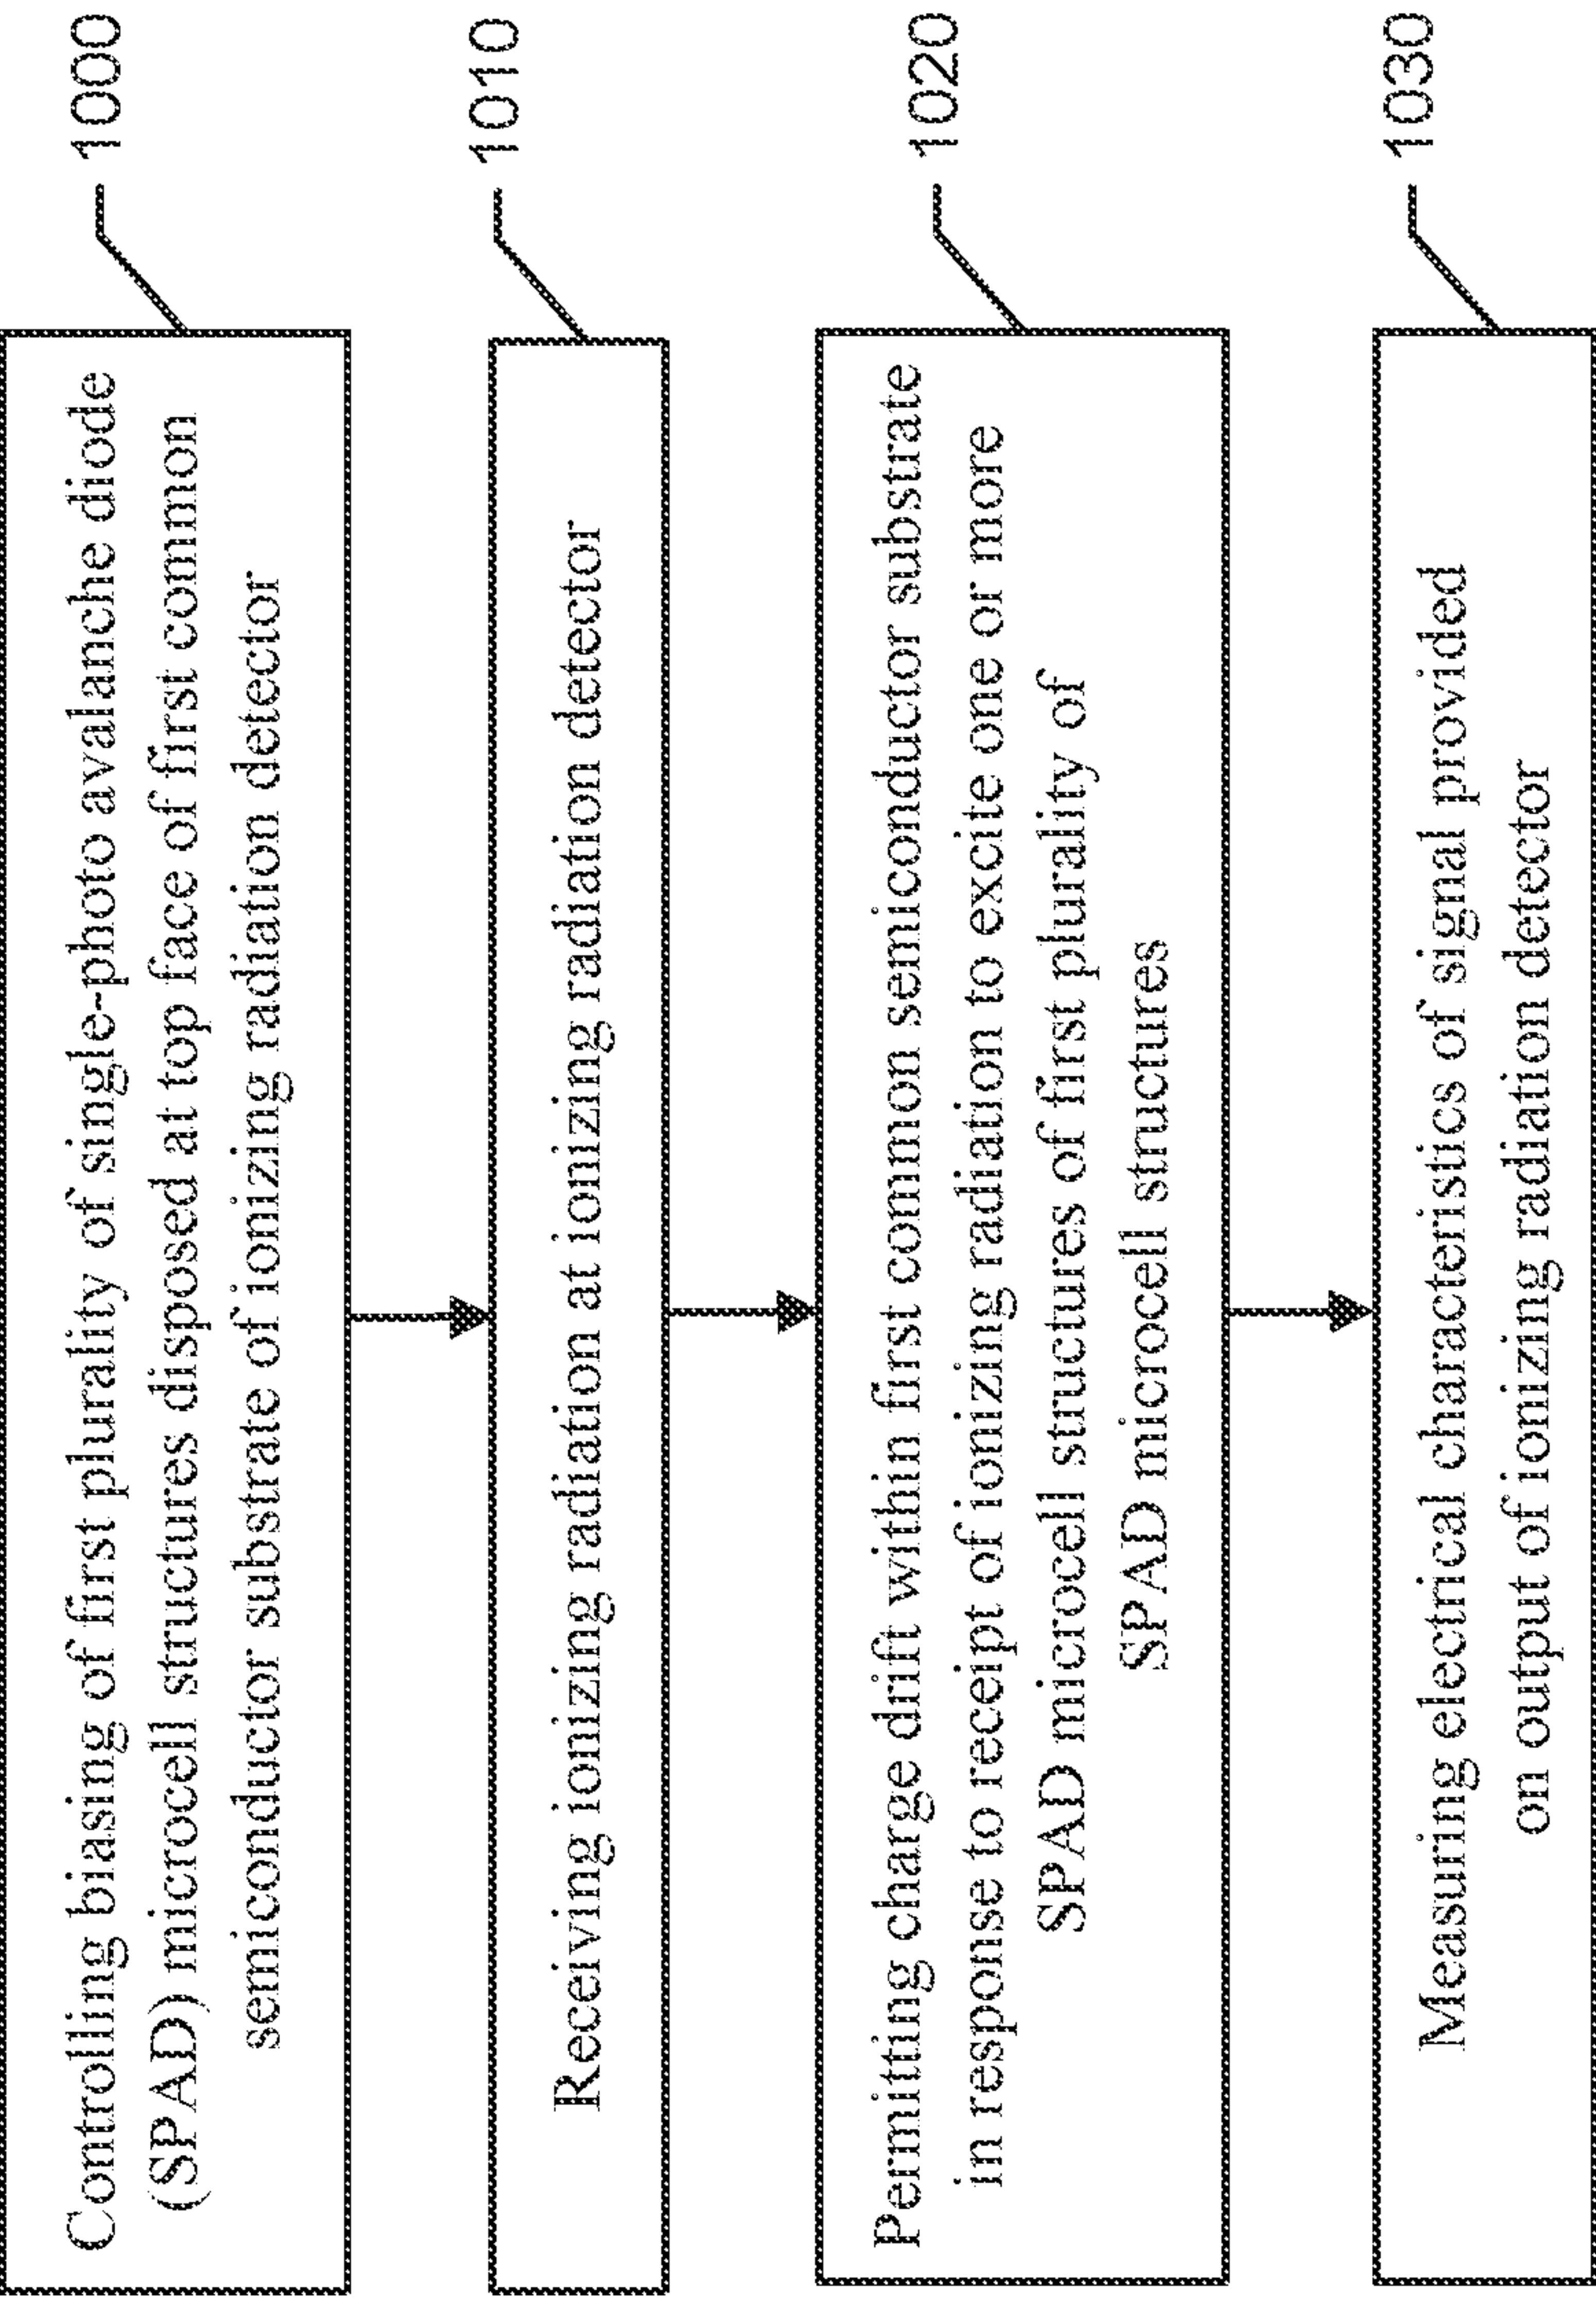 Controlling biasing of first plurality of single-photo avalanche diode
(SPAD) microcell structures disposed at top face of first common
semiconductor substrate of ionizing radiation detector
1000
Receiving ionizing radiation at ionizing radiation detector
1010
Permitting charge drift within first common semiconductor substrate
in response to receipt of ionizing radiation to excite one or more
SPAD microcell structures of first plurality of
SPAD microcell structures
1020
Measuring electrical characteristics of signal provided
on output of ionizing radiation detector
1030